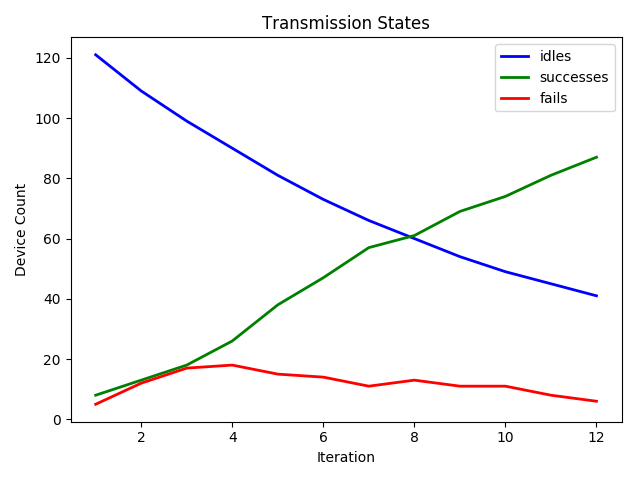 Transmission States
idles
successes
fails
120
100
80
60
40
20
0
Device Count
2 4 6 8 10 12
Iteration